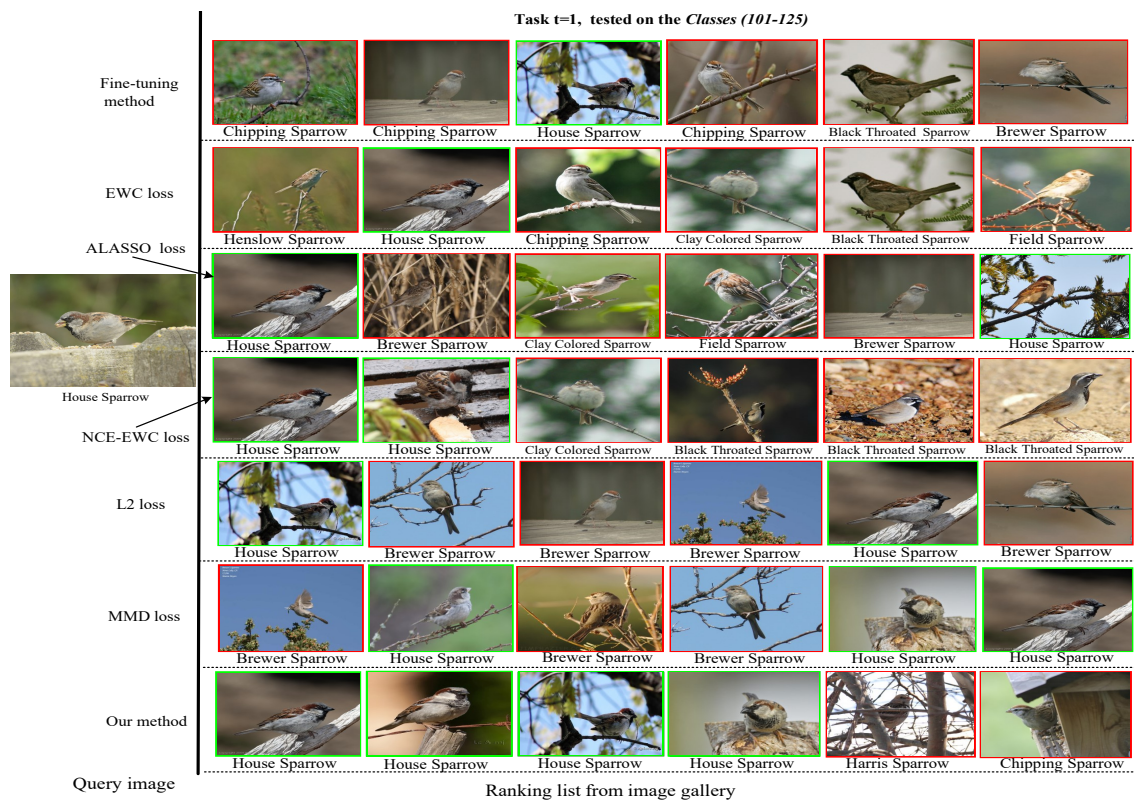 Task t=1, tested on the Classes (101-125)
Fine-tuning
method
Chipping Sparrow
Chipping Sparrow
House Sparrow
Chipping Sparrow
Black Throated Sparrow
Brewer Sparrow
EWC loss
Henslow Sparrow
House Sparrow
Chipping Sparrow
Clay Colored Sparrow
Black Throated Sparrow
Field Sparrow
ALASSO loss
House Sparrow
Brewer Sparrow
Clay Colored Sparrow
Field Sparrow
Brewer Sparrow
House Sparrow
House Sparrow
NCE-EWC loss
House Sparrow
House Sparrow
Clay Colored Sparrow
Black Throated Sparrow
Black Throated Sparrow
Black Throated Sparrow
L2 loss
House Sparrow
Brewer Sparrow
Brewer Sparrow
Brewer Sparrow
House Sparrow
Brewer Sparrow
MMD loss
Brewer Sparrow
House Sparrow
Brewer Sparrow
Brewer Sparrow
House Sparrow
House Sparrow
Our method
House Sparrow
House Sparrow
House Sparrow
House Sparrow
Harris Sparrow
Chipping Sparrow
Query image
Ranking list from image gallery